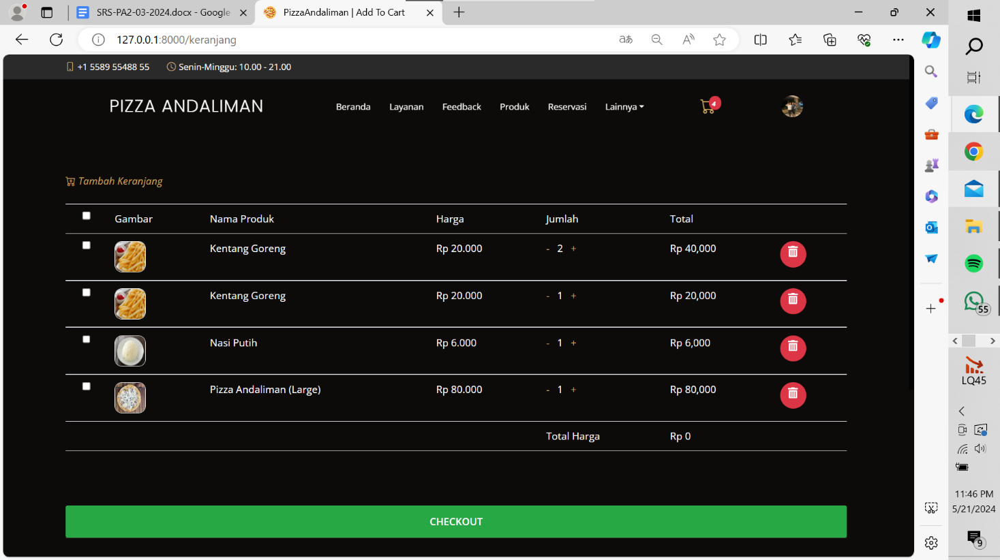 SRS-PA2-03-2024.docx - Google
PizzaAndaliman | Add To Cart
127.0.0.1:8000/keranjang
+1 5589 55488 55
Senin-Minggu: 10.00 - 21.00
PIZZA ANDALIMAN
Beranda
Layanan
Feedback
Produk
Reservasi
Lainnya
4
Tambah Keranjang
Gambar Nama Produk Harga Jumlah Total
Kentang Goreng Rp 20.000 - 2 + Rp 40,000
Kentang Goreng Rp 20.000 - 1 + Rp 20,000
Nasi Putih Rp 6.000 - 1 + Rp 6,000
Pizza Andaliman (Large) Rp 80.000 - 1 + Rp 80,000
Total Harga Rp 0
CHECKOUT
55
LQ45
11:46 PM
5/21/2024
9